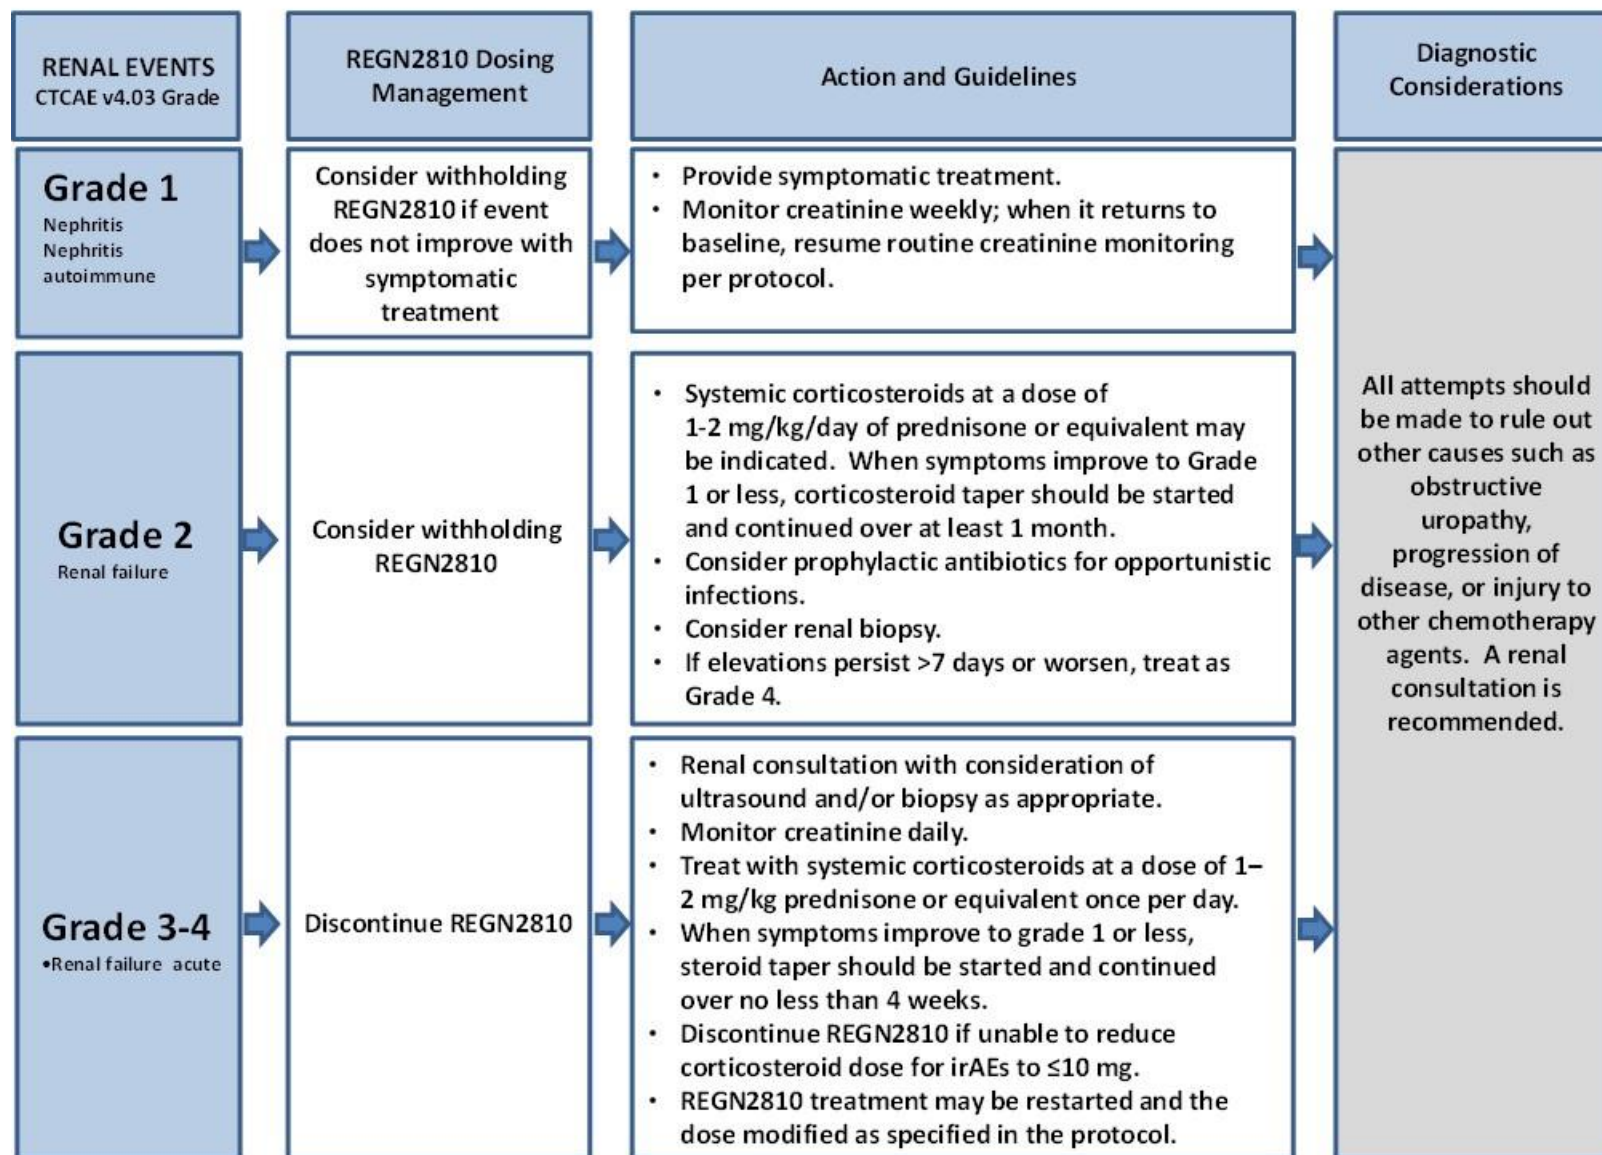 RENAL EVENTS
CTCAE v4.03 Grade
REGN2810 Dosing
Management
Action and Guidelines
Diagnostic
Considerations
Grade 1
Nephritis
Nephritis
autoimmune
Consider withholding
REGN2810 if event
does not improve with
symptomatic
treatment
• Provide symptomatic treatment.
• Monitor creatinine weekly; when it returns to
baseline, resume routine creatinine monitoring
per protocol.
Grade 2
Renal failure
Consider withholding
REGN2810
• Systemic corticosteroids at a dose of
1-2 mg/kg/day of prednisone or equivalent may
be indicated. When symptoms improve to Grade
1 or less, corticosteroid taper should be started
and continued over at least 1 month.
• Consider prophylactic antibiotics for opportunistic
infections.
• Consider renal biopsy.
• If elevations persist >7 days or worsen, treat as
Grade 4.
Grade 3-4
•Renal failure acute
Discontinue REGN2810
• Renal consultation with consideration of
ultrasound and/or biopsy as appropriate.
• Monitor creatinine daily.
• Treat with systemic corticosteroids at a dose of 1–
2 mg/kg prednisone or equivalent once per day.
• When symptoms improve to grade 1 or less,
steroid taper should be started and continued
over no less than 4 weeks.
• Discontinue REGN2810 if unable to reduce
corticosteroid dose for irAEs to ≤10 mg.
• REGN2810 treatment may be restarted and the
dose modified as specified in the protocol.
All attempts should
be made to rule out
other causes such as
obstructive
uropathy,
progression of
disease, or injury to
other chemotherapy
agents. A renal
consultation is
recommended.